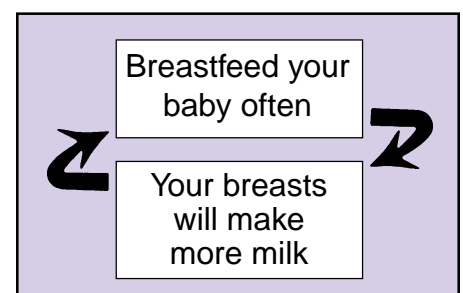 Breastfeed your
baby often
Your breasts
will make
more milk